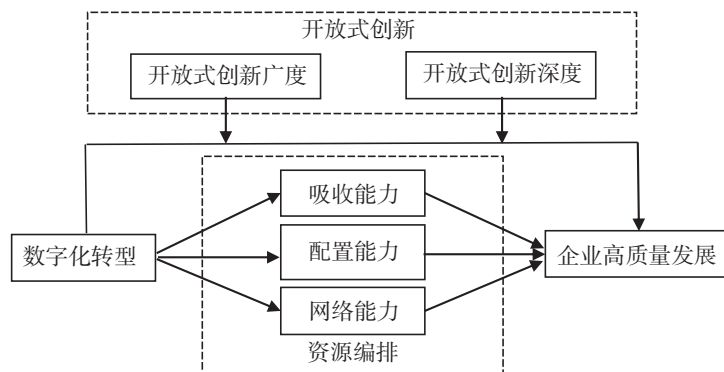 开放式创新
开放式创新广度
开放式创新深度
吸收能力
数字化转型
配置能力
企业高质量发展
网络能力
资源编排